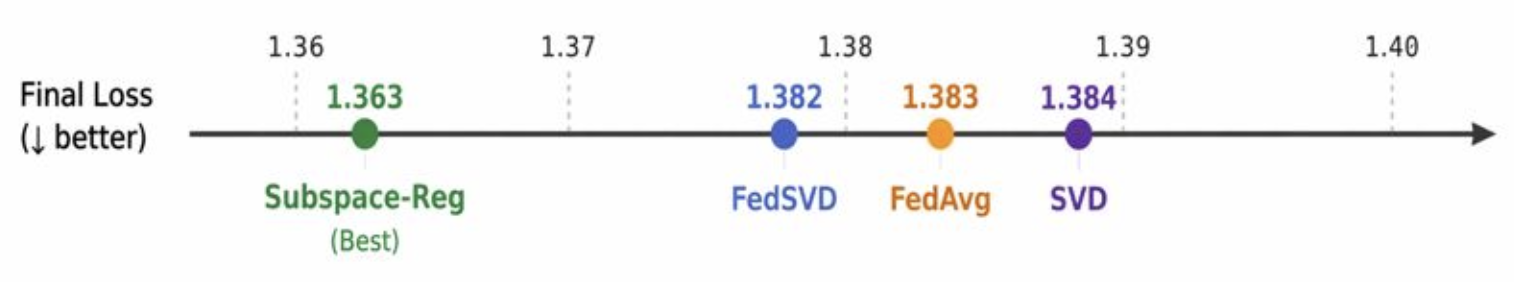 1.36 1.37 1.38 1.39 1.40
Final Loss 1.363 1.382 1.383 1.384
(↓ better)
Subspace-Reg FedSVD FedAvg SVD
(Best)